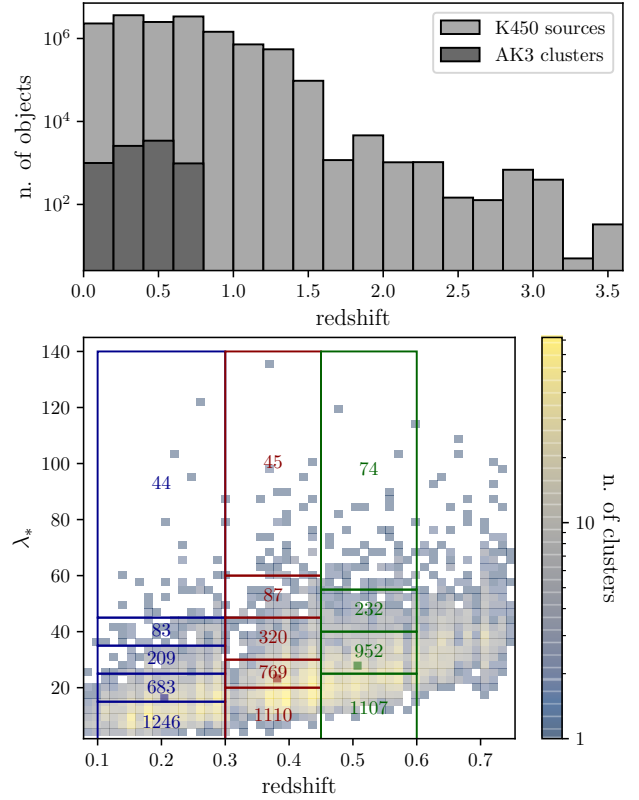 K450 sources
AK3 clusters
n. of objects
10^6
10^4
10^2
0.0 0.5 1.0 1.5 2.0 2.5 3.0 3.5
redshift
140
120
100
80
60
40
20
λ*
44
83
209
683
1246
45
87
320
769
1110
74
232
952
1107
0.1 0.2 0.3 0.4 0.5 0.6 0.7
redshift
10
1
n. of clusters